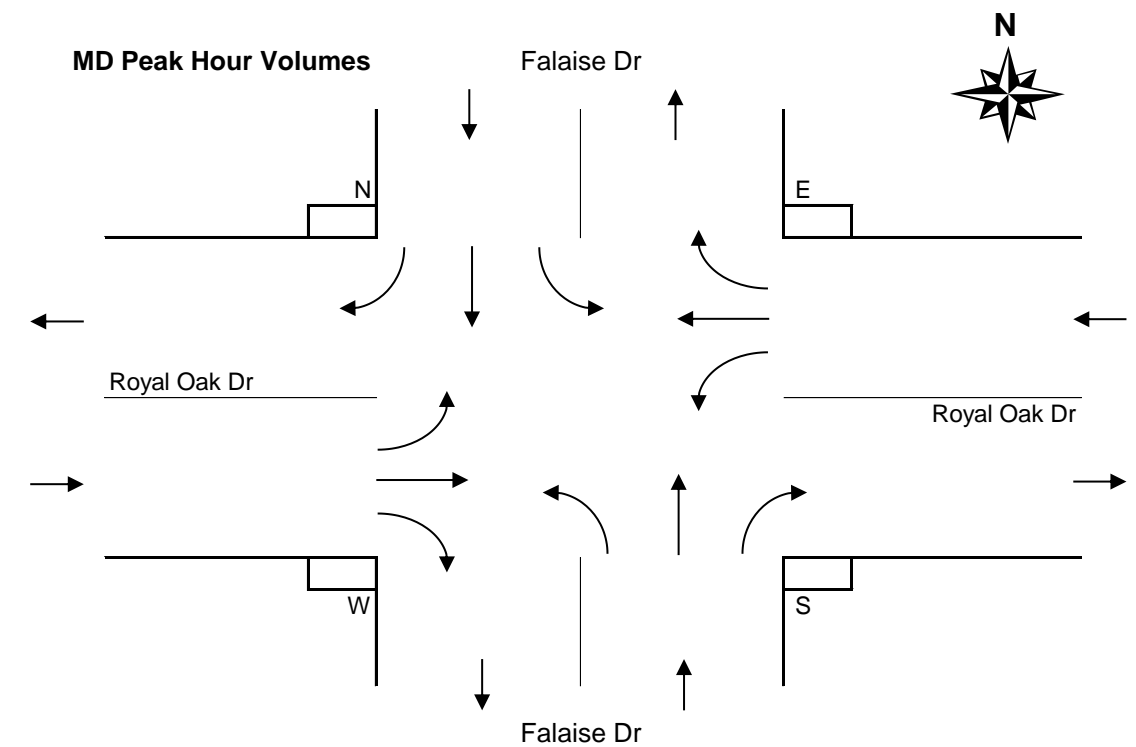 N
MD Peak Hour Volumes
Falaise Dr
N
E
Royal Oak Dr
Royal Oak Dr
W
S
Falaise Dr